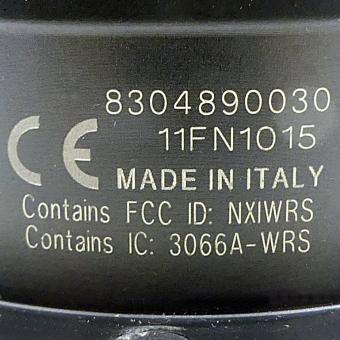 8304890030
11FN1015
CE
MADE IN ITALY
Contains FCC ID: NXIWRS
Contains IC: 3066A-WRS